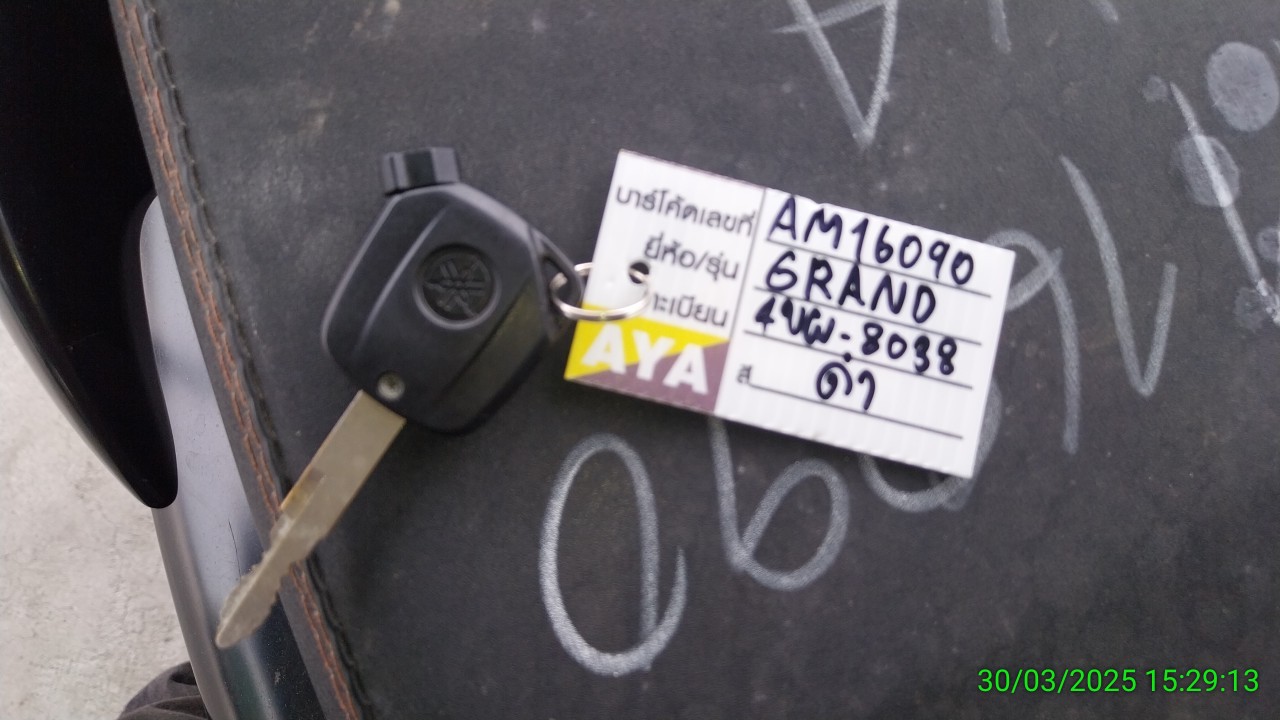 บาร์โค้ดเลขที่ AM16090
ยี่ห้อ/รุ่น GRAND
ทะเบียน 4ขผ-8038
สี ดำ
AYA
AM16090
30/03/2025 15:29:13